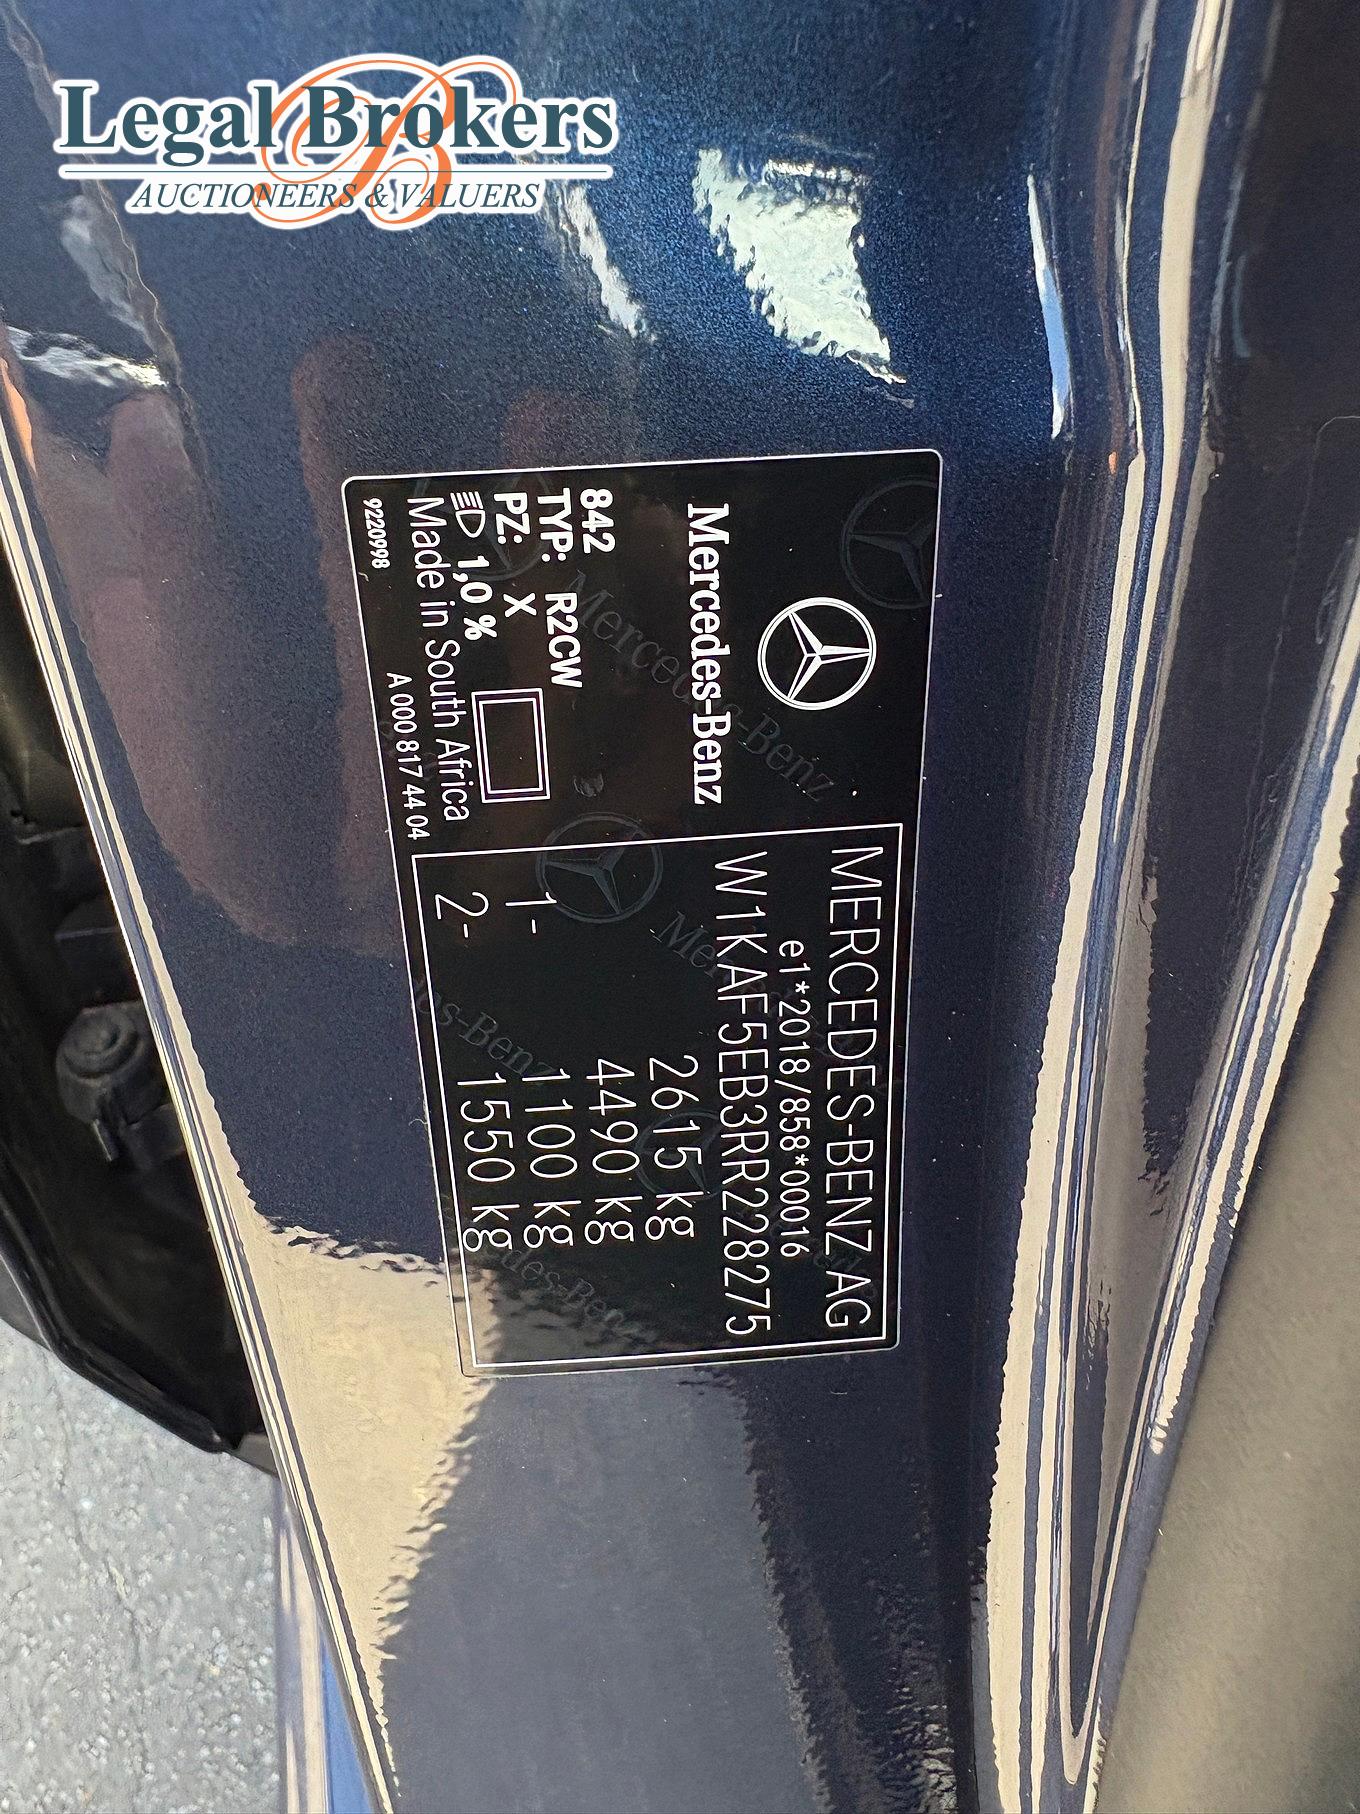 Legal Brokers
AUCTIONEERS & VALUERS
Mercedes-Benz
842
TYP: R2CW
PZ: X
1,0 %
Made in South Africa
A 000 817 44 04
9220998
MERCEDES-BENZ AG
e1*2018/858*00016
W1KAF5EB3RR228275
2615 kg
4490 kg
1- 1100 kg
2- 1550 kg